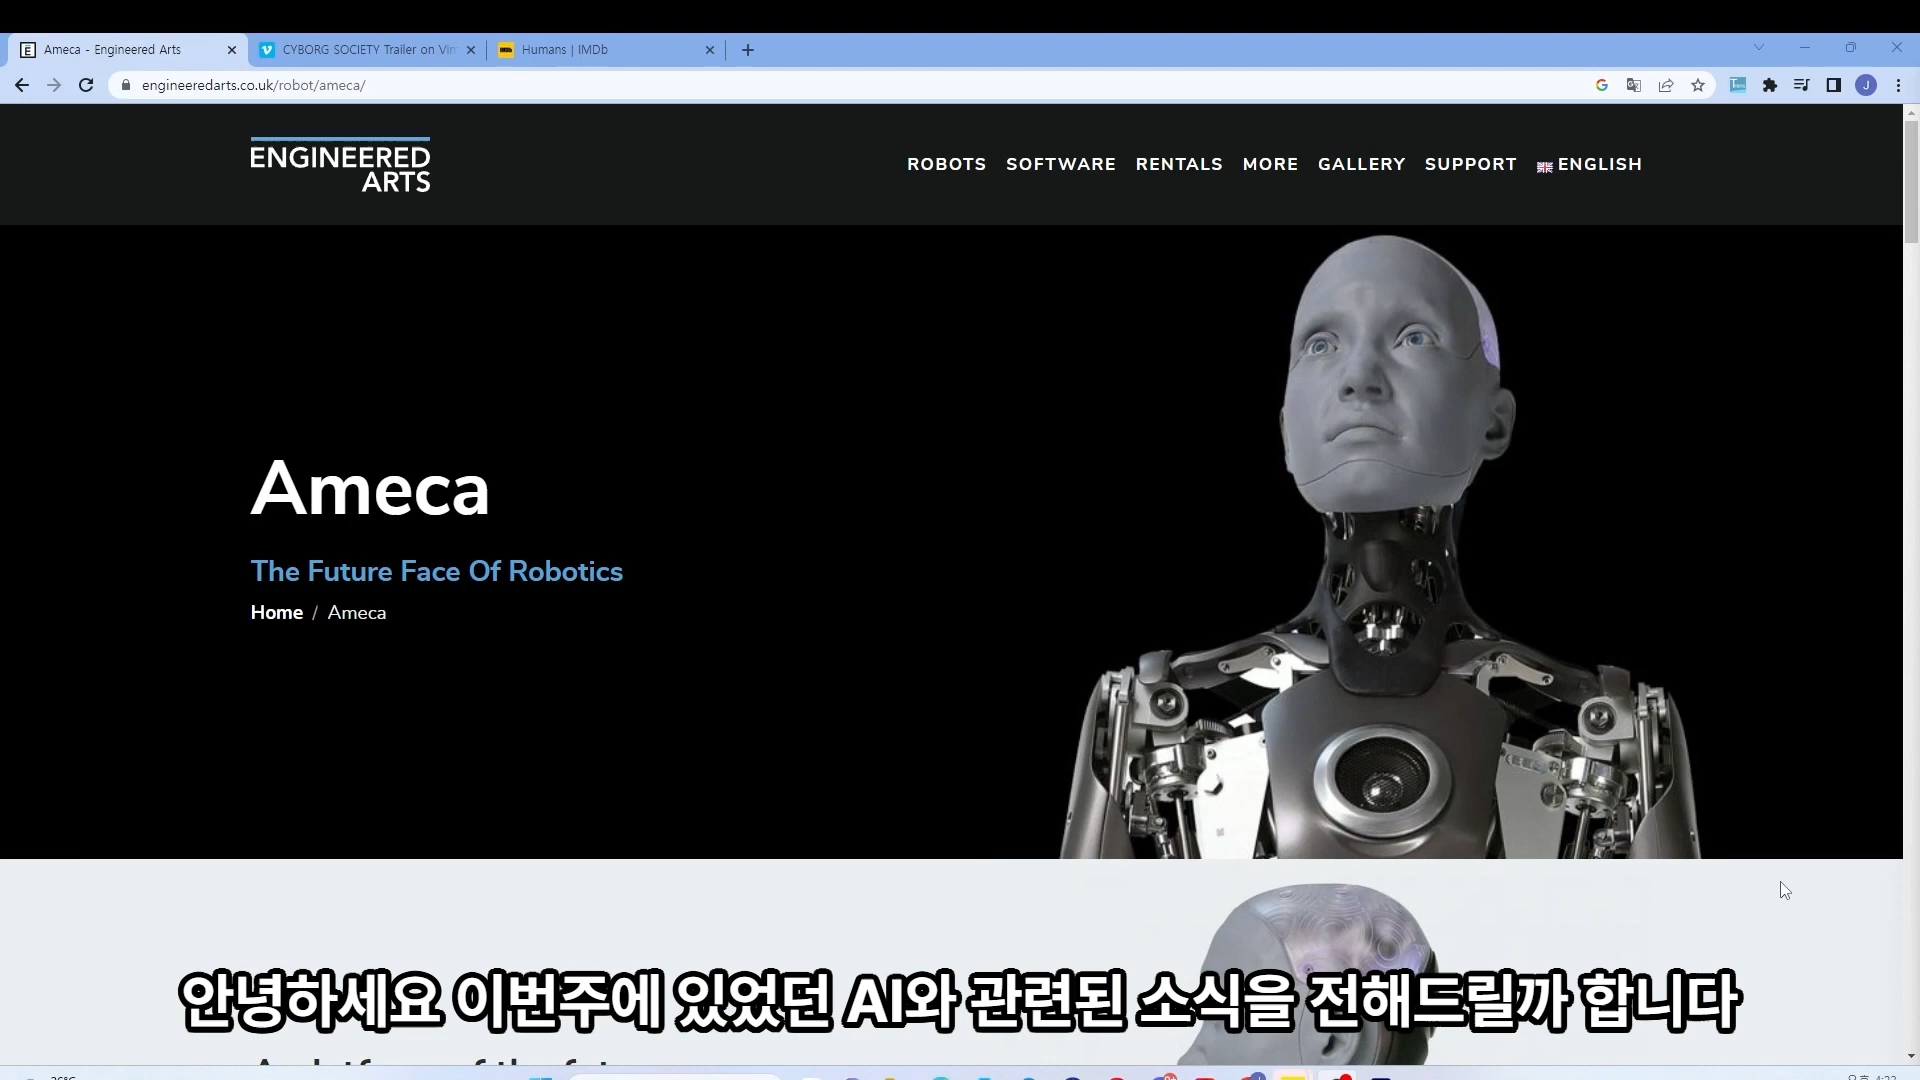 Ameca - Engineered Arts
CYBORG SOCIETY Trailer on Vim
Humans | IMDb
engineeredarts.co.uk/robot/ameca/
J
ENGINEERED
ARTS
ROBOTS SOFTWARE RENTALS MORE GALLERY SUPPORT ENGLISH
Ameca
The Future Face Of Robotics
Home / Ameca
안녕하세요 이번주에 있었던 AI와 관련된 소식을 전해드릴까 합니다